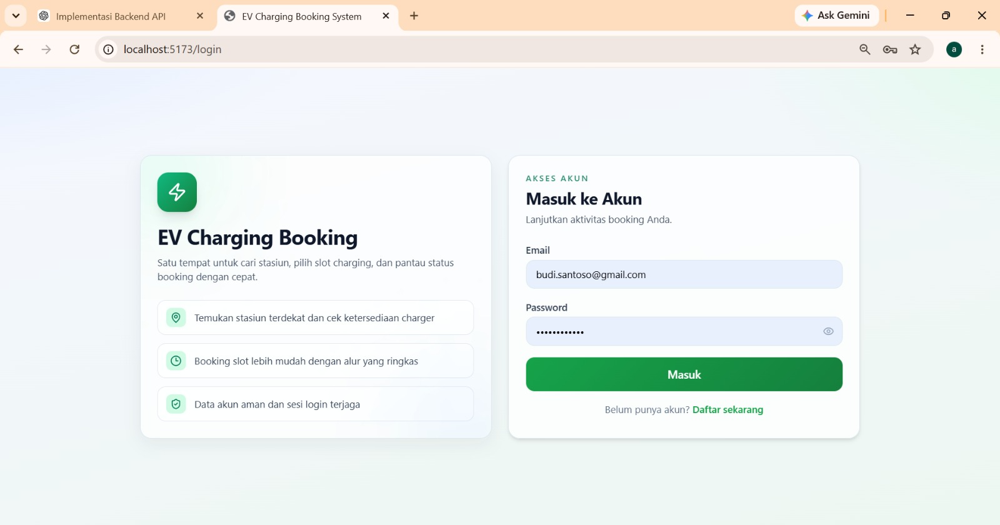 Implementasi Backend API
EV Charging Booking System
Ask Gemini
localhost:5173/login
a
EV Charging Booking
Satu tempat untuk cari stasiun, pilih slot charging, dan pantau status
booking dengan cepat.
Temukan stasiun terdekat dan cek ketersediaan charger
Booking slot lebih mudah dengan alur yang ringkas
Data akun aman dan sesi login terjaga
AKSES AKUN
Masuk ke Akun
Lanjutkan aktivitas booking Anda.
Email
budi.santoso@gmail.com
Password
••••••••••••
Masuk
Belum punya akun? Daftar sekarang